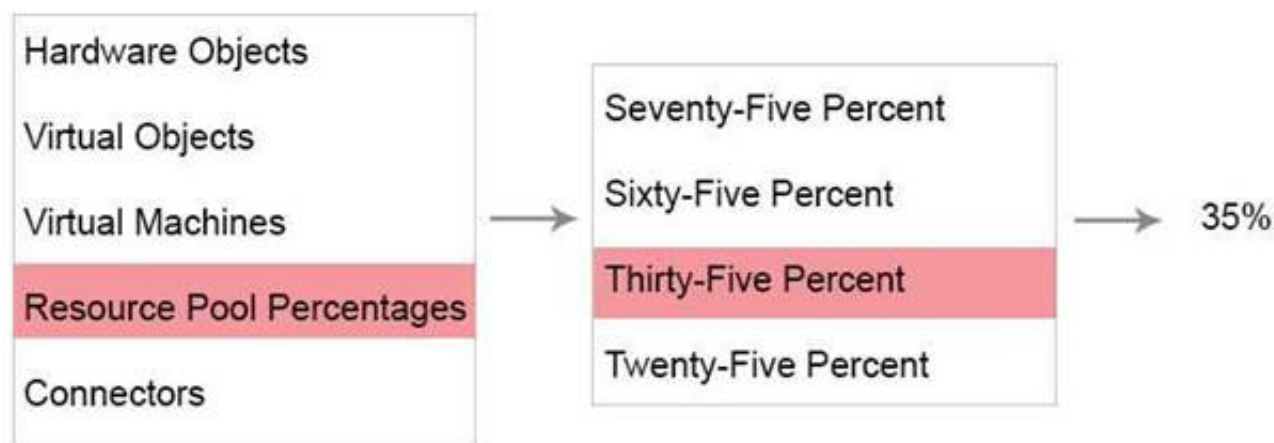 Hardware Objects
Virtual Objects
Virtual Machines
Resource Pool Percentages
Connectors
Seventy-Five Percent
Sixty-Five Percent
Thirty-Five Percent
Twenty-Five Percent
35%